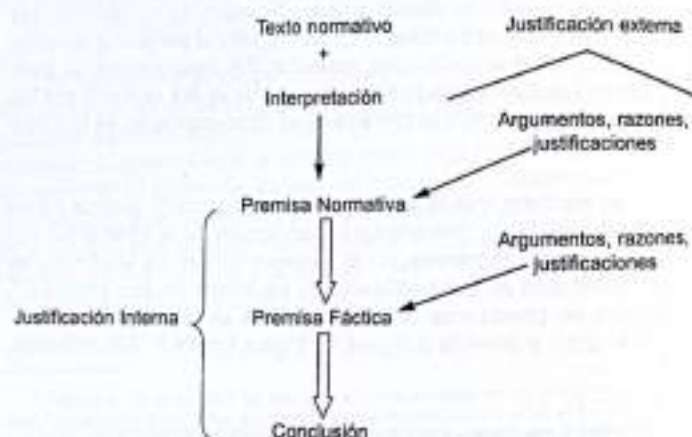 Texto normativo
+
Interpretación
Justificación externa
Argumentos, razones,
justificaciones
Premisa Normativa
Argumentos, razones,
justificaciones
Justificación Interna
Premisa Fáctica
Conclusión